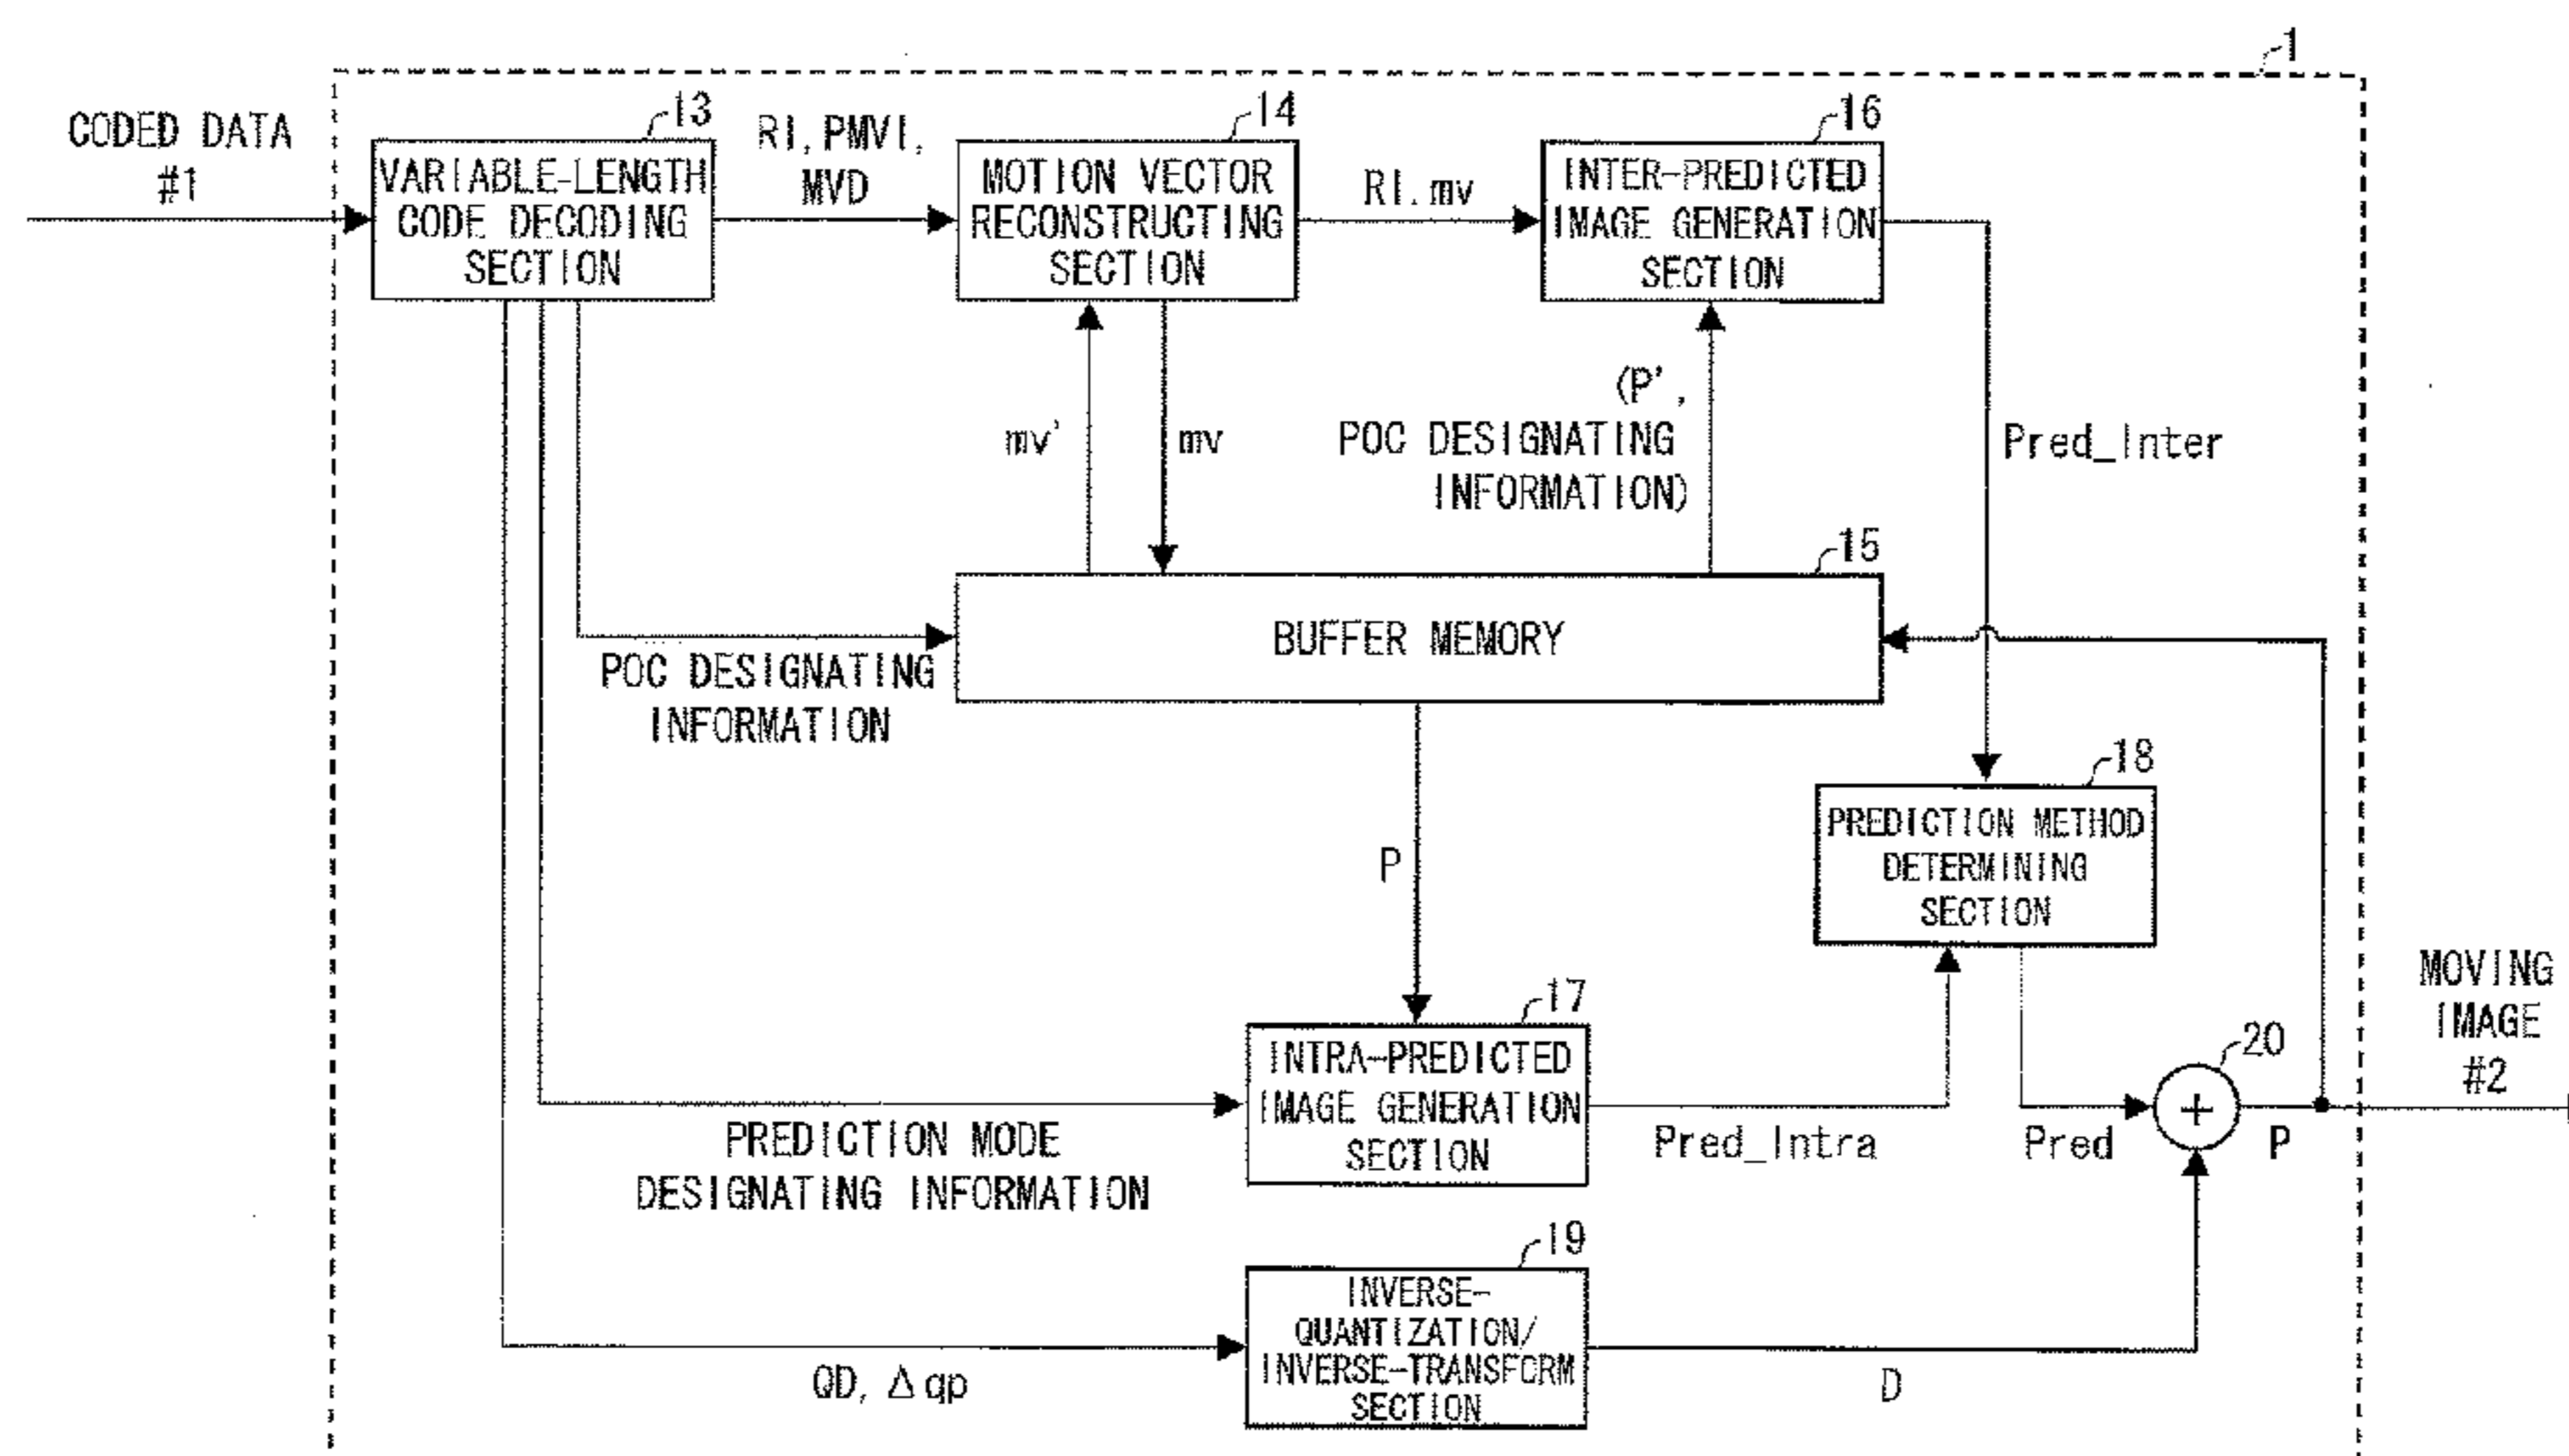 1
CODED DATA
#1
13
VARIABLE-LENGTH
CODE DECODING
SECTION
RI, PMVI,
MVD
14
MOTION VECTOR
RECONSTRUCTING
SECTION
RI, mv
16
INTER-PREDICTED
IMAGE GENERATION
SECTION
mv'
mv
(P',
POC DESIGNATING
INFORMATION)
Pred_Inter
15
BUFFER MEMORY
POC DESIGNATING
INFORMATION
18
PREDICTION METHOD
DETERMINING
SECTION
P
17
INTRA-PREDICTED
IMAGE GENERATION
SECTION
PREDICTION MODE
DESIGNATING INFORMATION
Pred_Intra
Pred
20
+
P
MOVING
IMAGE
#2
19
INVERSE-
QUANTIZATION/
INVERSE-TRANSFORM
SECTION
QD, Δqp
D